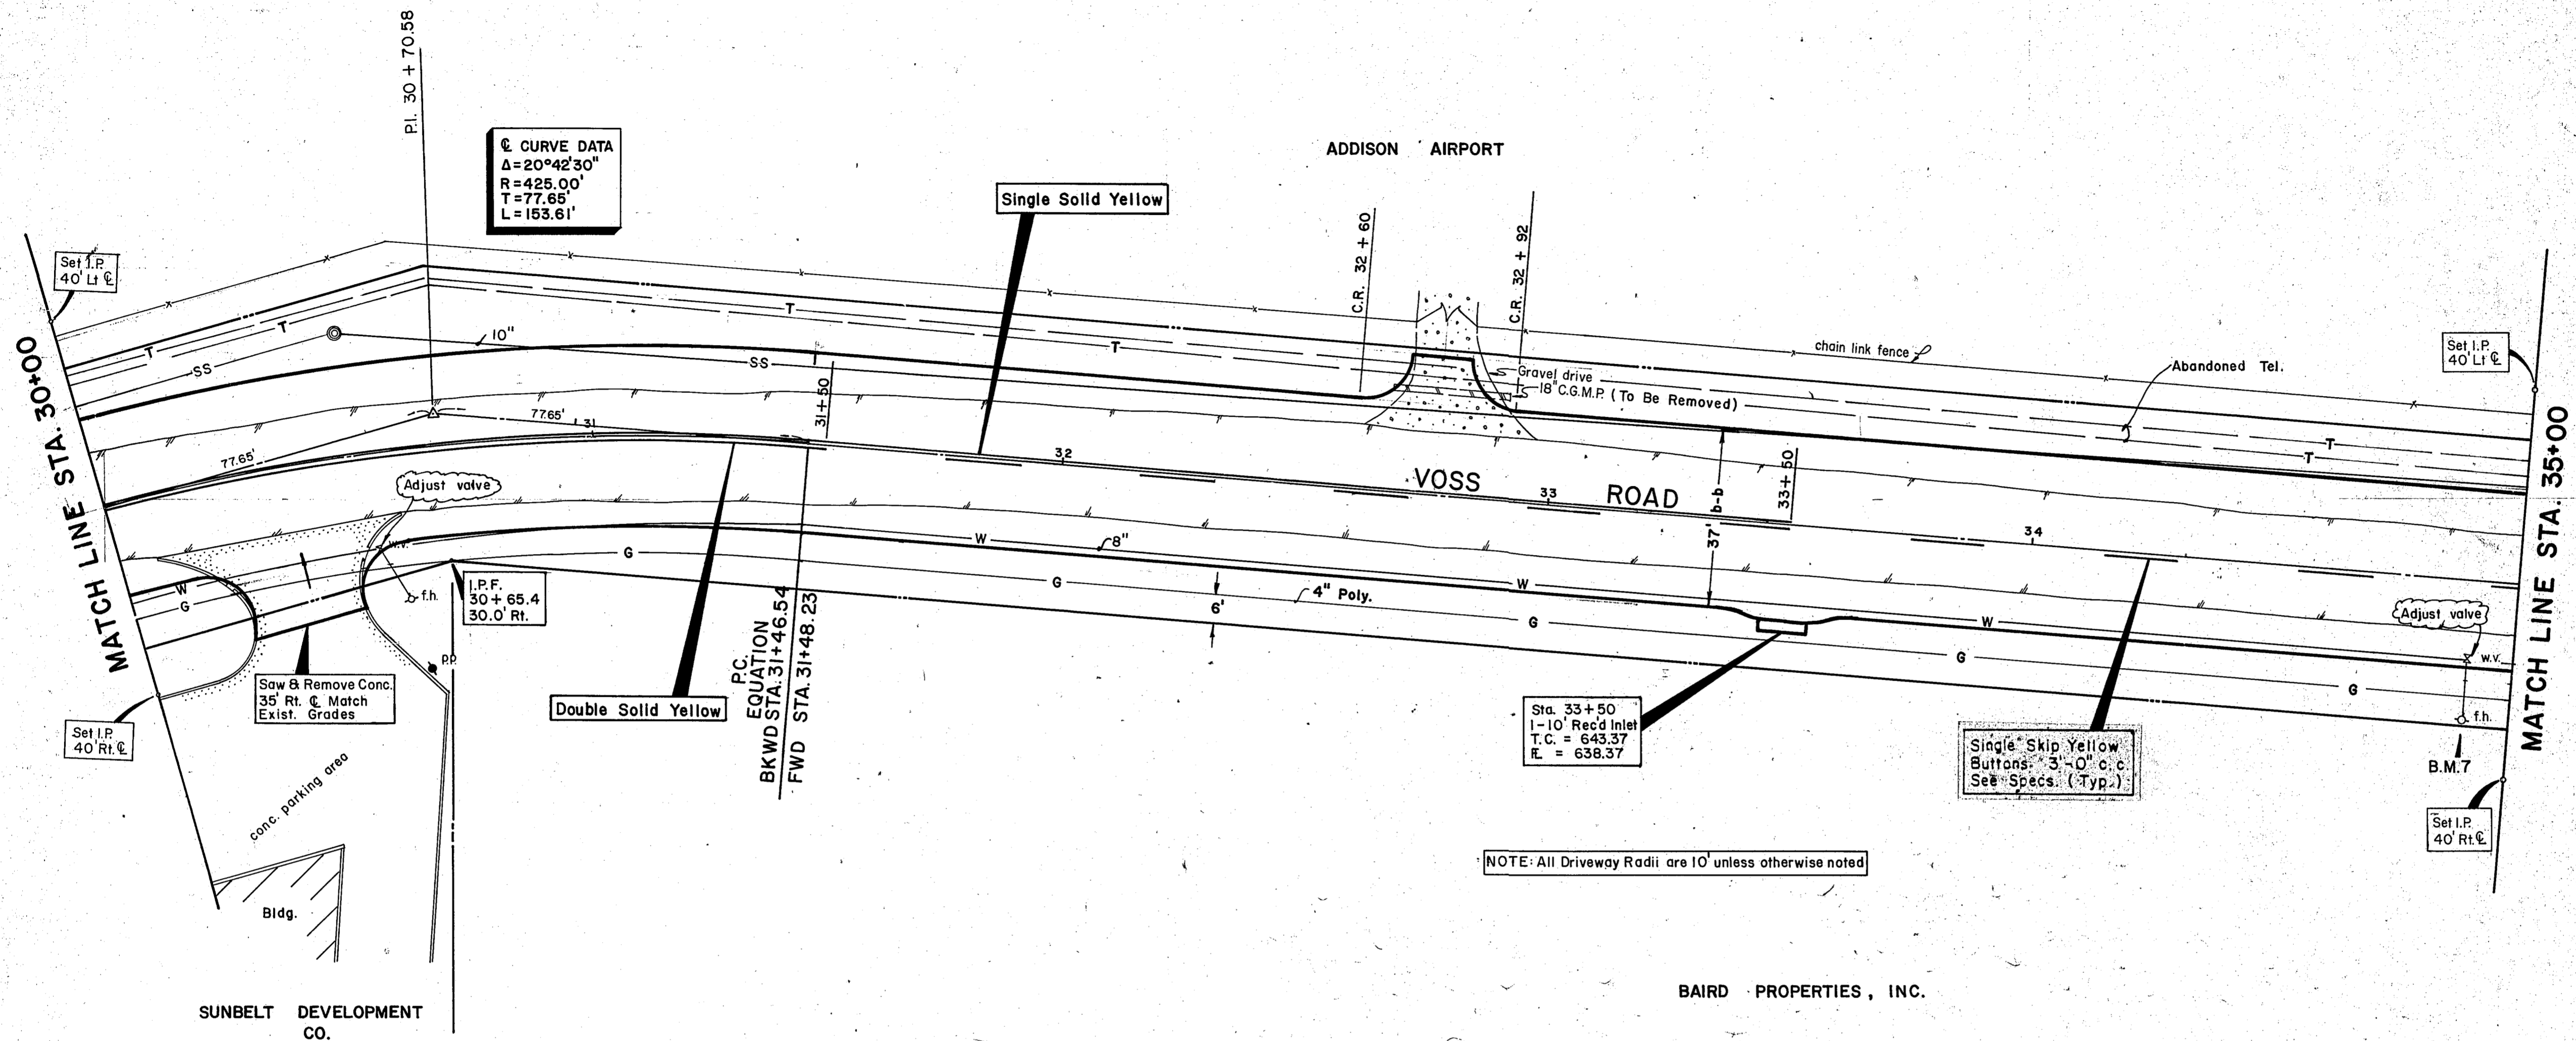 P.I. 30 + 70.58
℄ CURVE DATA
Δ=20°42'30"
R=425.00'
T=77.65'
L=153.61'
ADDISON AIRPORT
Single Solid Yellow
C.R. 32 + 60
C.R. 32 + 92
Set I.P.
40' Lt ℄
MATCH LINE STA. 30+00
T
T
T
T
SS
10"
SS
31+50
77.65'
77.65'
31
chain link fence
Gravel drive
18" C.G.M.P. (To Be Removed)
Abandoned Tel.
Set I.P.
40' Lt ℄
T
T
MATCH LINE STA. 35+00
32
VOSS ROAD
33
33+50
37' b-b
34
Adjust valve
w.v.
f.h.
W
G
G
W
8"
G
6'
4" Poly.
W
G
W
G
G
Adjust valve
w.v.
f.h.
B.M.7
I.P.F.
30+65.4
30.0' Rt.
P.P.
Saw & Remove Conc.
35' Rt. ℄ Match
Exist. Grades
Set I.P.
40' Rt. ℄
Double Solid Yellow
P.C.
EQUATION
BKWD STA. 31+46.54
FWD STA. 31+48.23
Sta. 33+50
1-10' Rec'd Inlet
T.C. = 643.37
FL = 638.37
Single Skip Yellow
Buttons 3'-0" c.c.
See Specs. (Typ.)
Set I.P.
40' Rt. ℄
conc. parking area
Bldg.
NOTE: All Driveway Radii are 10' unless otherwise noted
SUNBELT DEVELOPMENT
CO.
BAIRD PROPERTIES, INC.